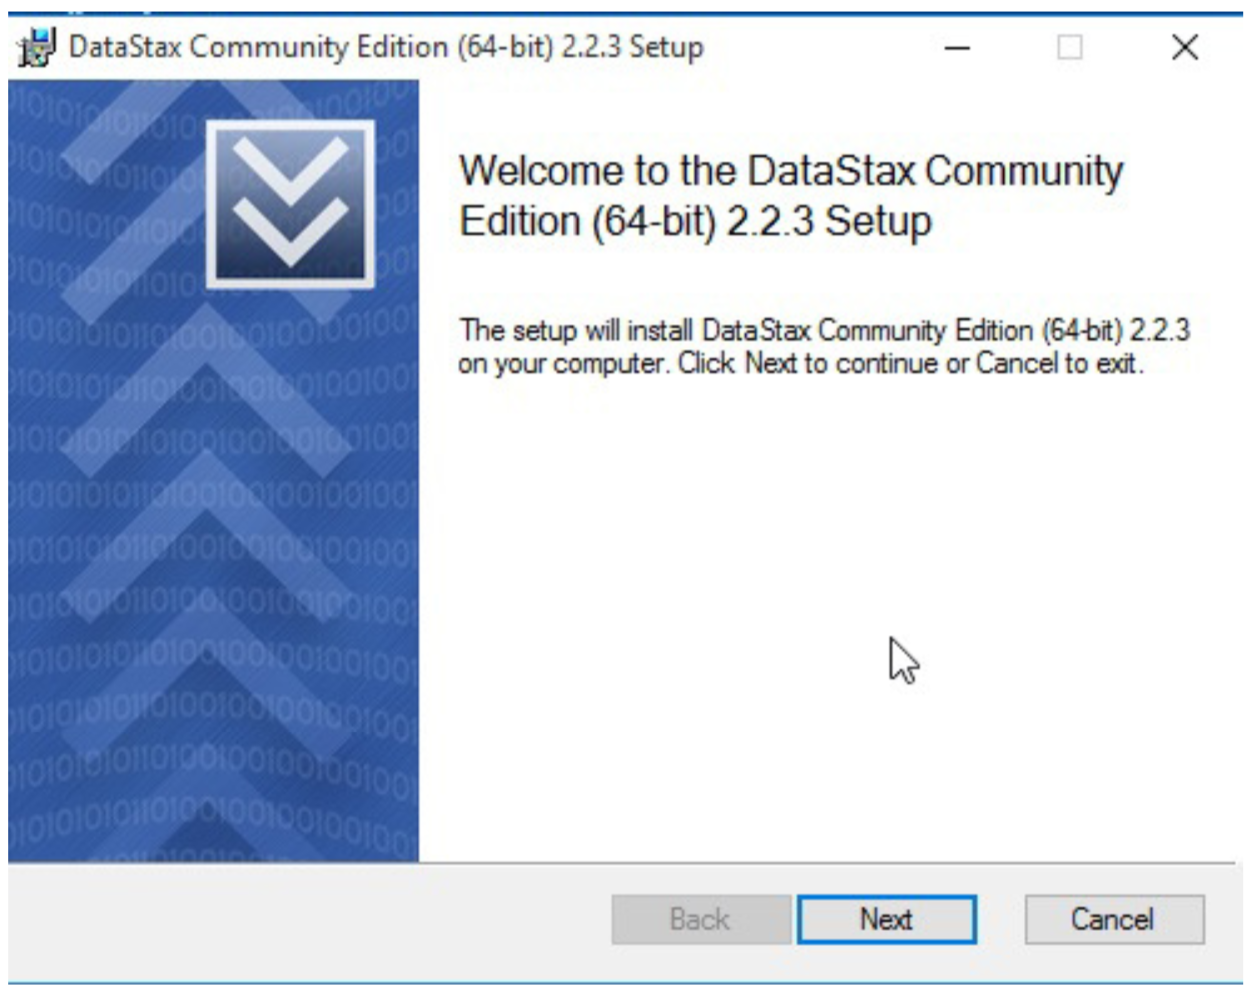 DataStax Community Edition (64-bit) 2.2.3 Setup
Welcome to the DataStax Community
Edition (64-bit) 2.2.3 Setup
The setup will install DataStax Community Edition (64-bit) 2.2.3
on your computer. Click Next to continue or Cancel to exit.
Back
Next
Cancel